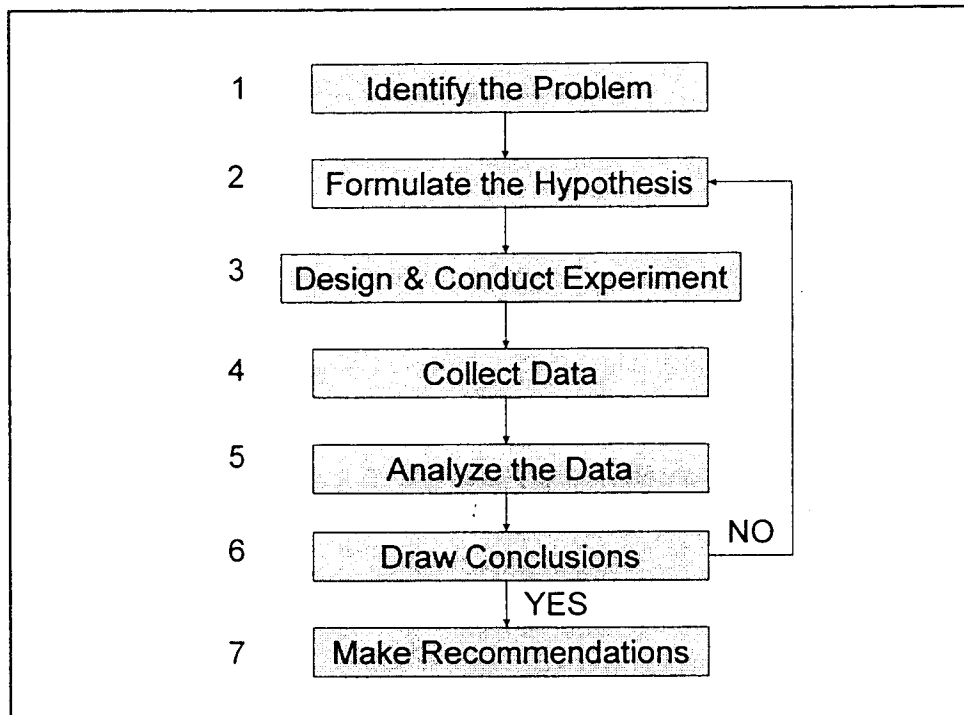 1 Identify the Problem
2 Formulate the Hypothesis
3 Design & Conduct Experiment
4 Collect Data
5 Analyze the Data
6 Draw Conclusions NO
YES
7 Make Recommendations